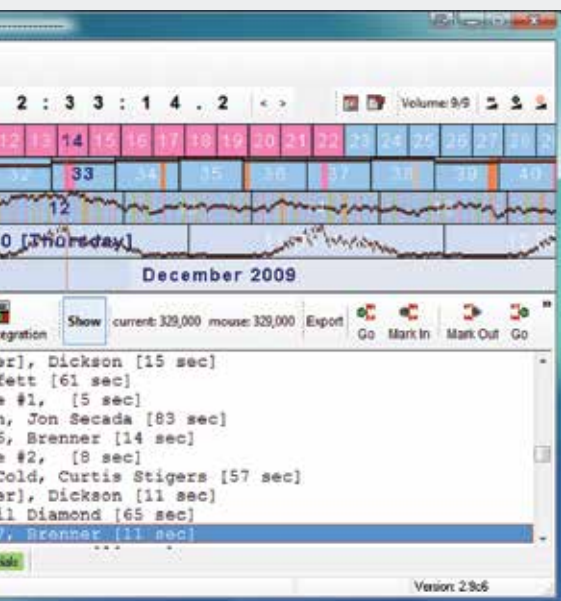 2 : 3 3 : 1 4 . 2 < > Volume: 9/9
12 13 14 15 16 17 18 19 20 21 22 23 24 25 26 27 28 2
32 33 34 35 36 37 38 39 40
12
0 [Thursday]
December 2009
egration Show current: 329,000 mouse: 329,000 Export Go Mark In Mark Out Go "
er], Dickson [15 sec]
fett [61 sec]
e #1, [5 sec]
n, Jon Secada [83 sec]
6, Brenner [14 sec]
e #2, [8 sec]
Cold, Curtis Stigers [57 sec]
er], Dickson [11 sec]
il Diamond [65 sec]
7, Brenner [11 sec]
ials
Version: 2.9c6